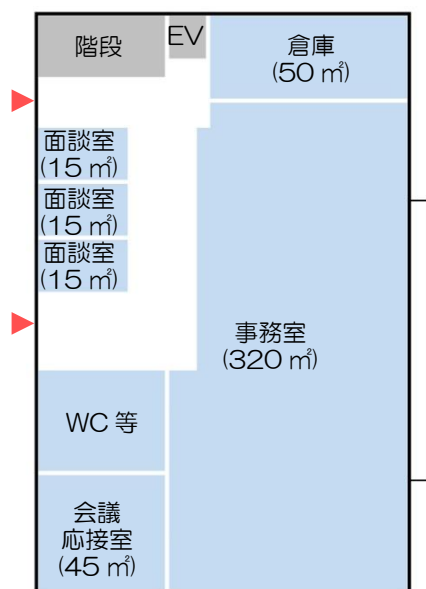 階段
EV
倉庫
(50 ㎡)
面談室
(15 ㎡)
面談室
(15 ㎡)
面談室
(15 ㎡)
事務室
(320 ㎡)
WC 等
会議
応接室
(45 ㎡)